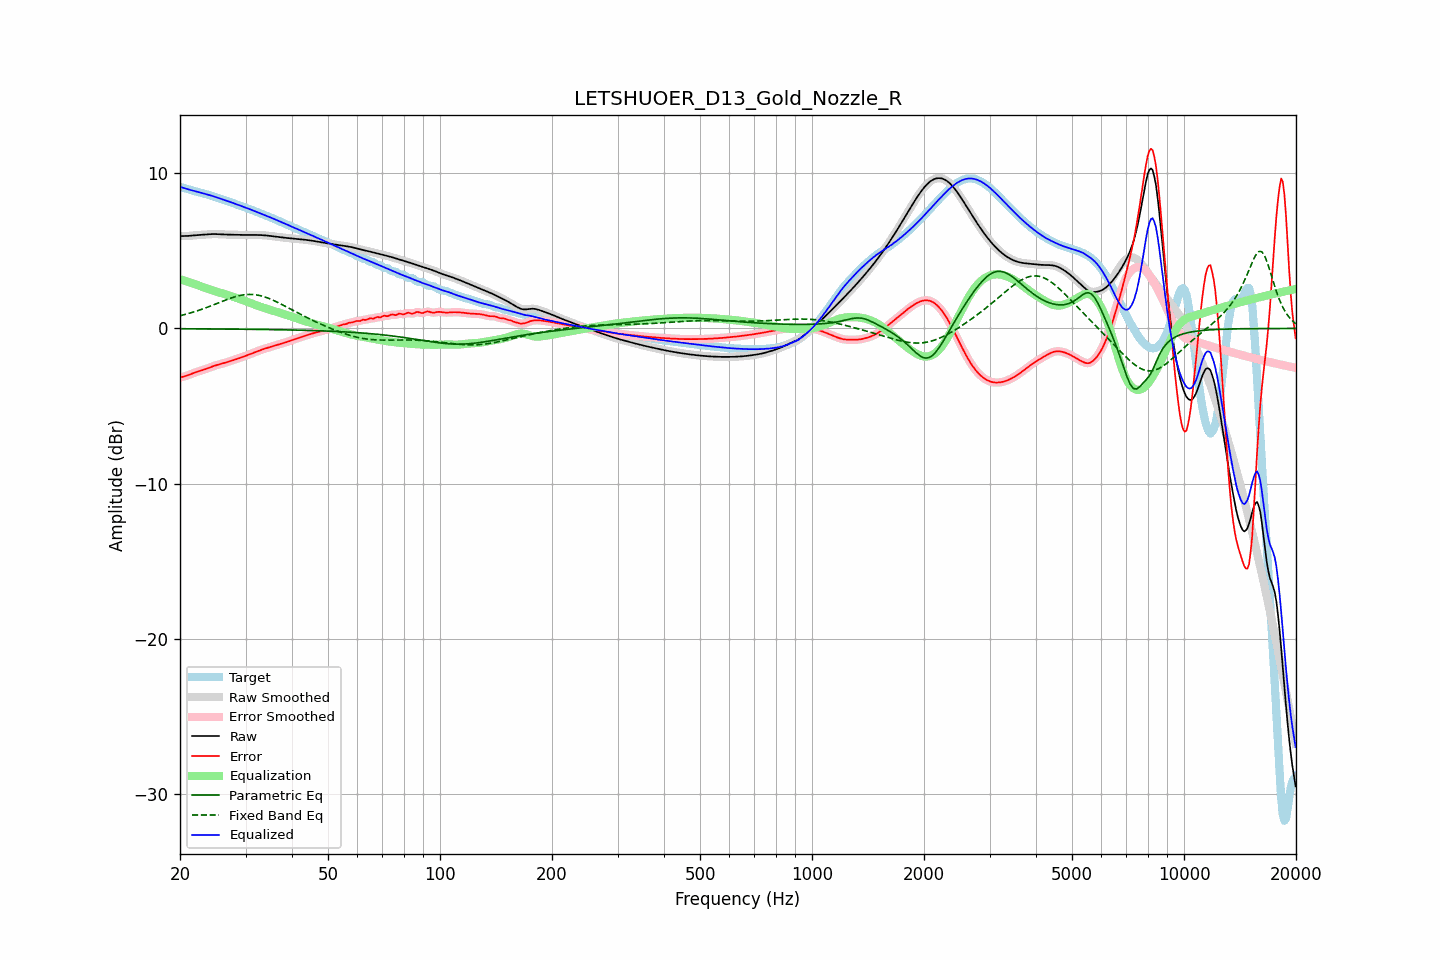 LETSHUOER_D13_Gold_Nozzle_R
10
0
−10
−20
−30
Amplitude (dBr)
Target
Raw Smoothed
Error Smoothed
Raw
Error
Equalization
Parametric Eq
Fixed Band Eq
Equalized
20 50 100 200 500 1000 2000 5000 10000 20000
Frequency (Hz)